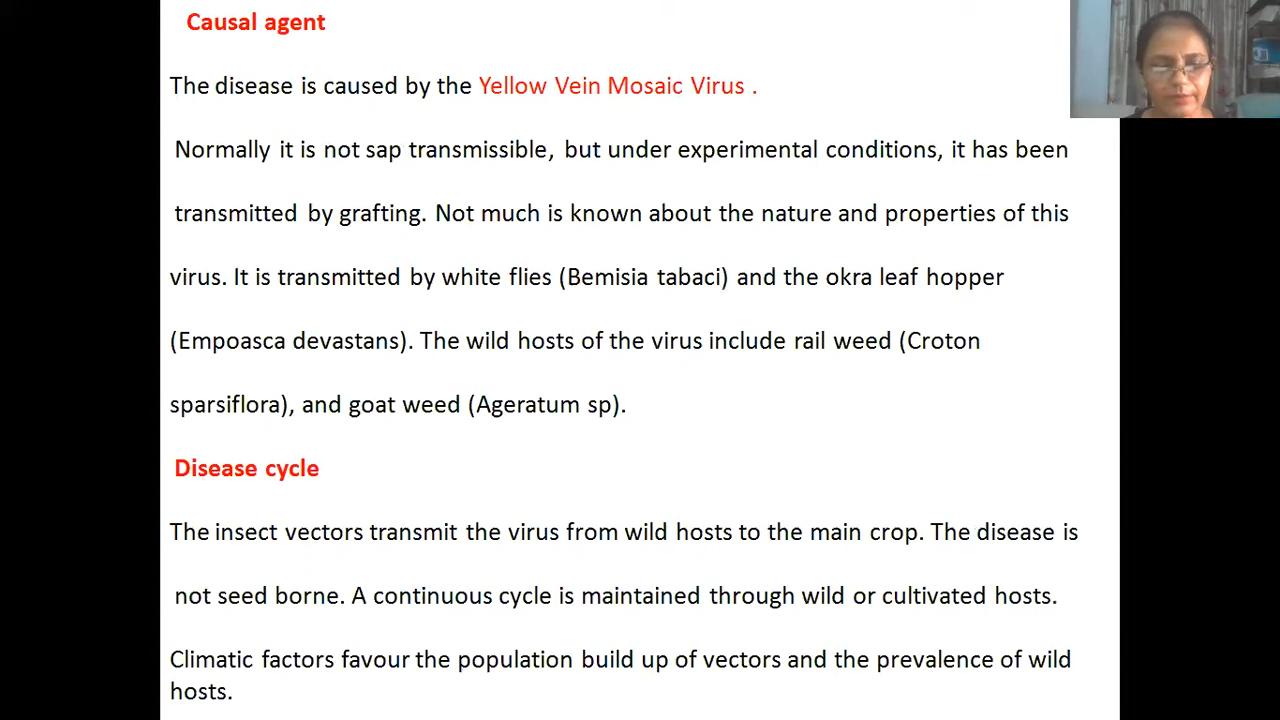 Causal agent
The disease is caused by the Yellow Vein Mosaic Virus .
Normally it is not sap transmissible, but under experimental conditions, it has been
transmitted by grafting. Not much is known about the nature and properties of this
virus. It is transmitted by white flies (Bemisia tabaci) and the okra leaf hopper
(Empoasca devastans). The wild hosts of the virus include rail weed (Croton
sparsiflora), and goat weed (Ageratum sp).
Disease cycle
The insect vectors transmit the virus from wild hosts to the main crop. The disease is
not seed borne. A continuous cycle is maintained through wild or cultivated hosts.
Climatic factors favour the population build up of vectors and the prevalence of wild
hosts.